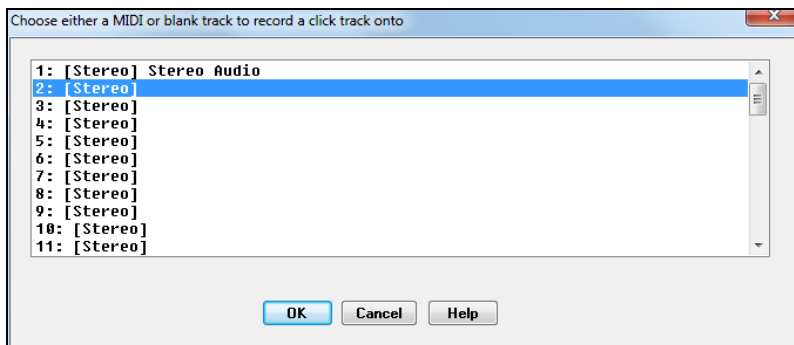 Choose either a MIDI or blank track to record a click track onto
1: [Stereo] Stereo Audio
2: [Stereo]
3: [Stereo]
4: [Stereo]
5: [Stereo]
6: [Stereo]
7: [Stereo]
8: [Stereo]
9: [Stereo]
10: [Stereo]
11: [Stereo]
OK Cancel Help